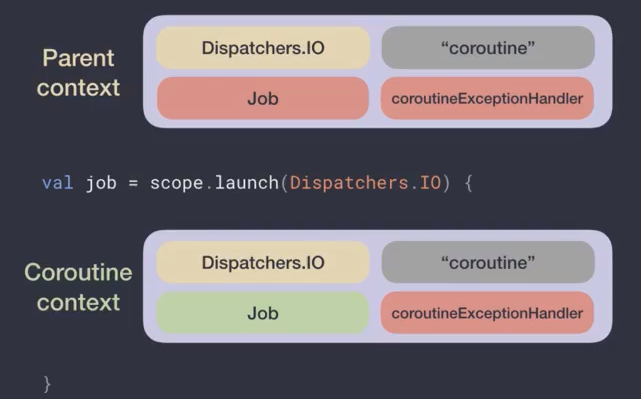 Parent
context
Dispatchers.IO
"coroutine"
Job
coroutineExceptionHandler
val job = scope.launch(Dispatchers.IO) {
Coroutine
context
Dispatchers.IO
“coroutine”
Job
coroutineExceptionHandler
}